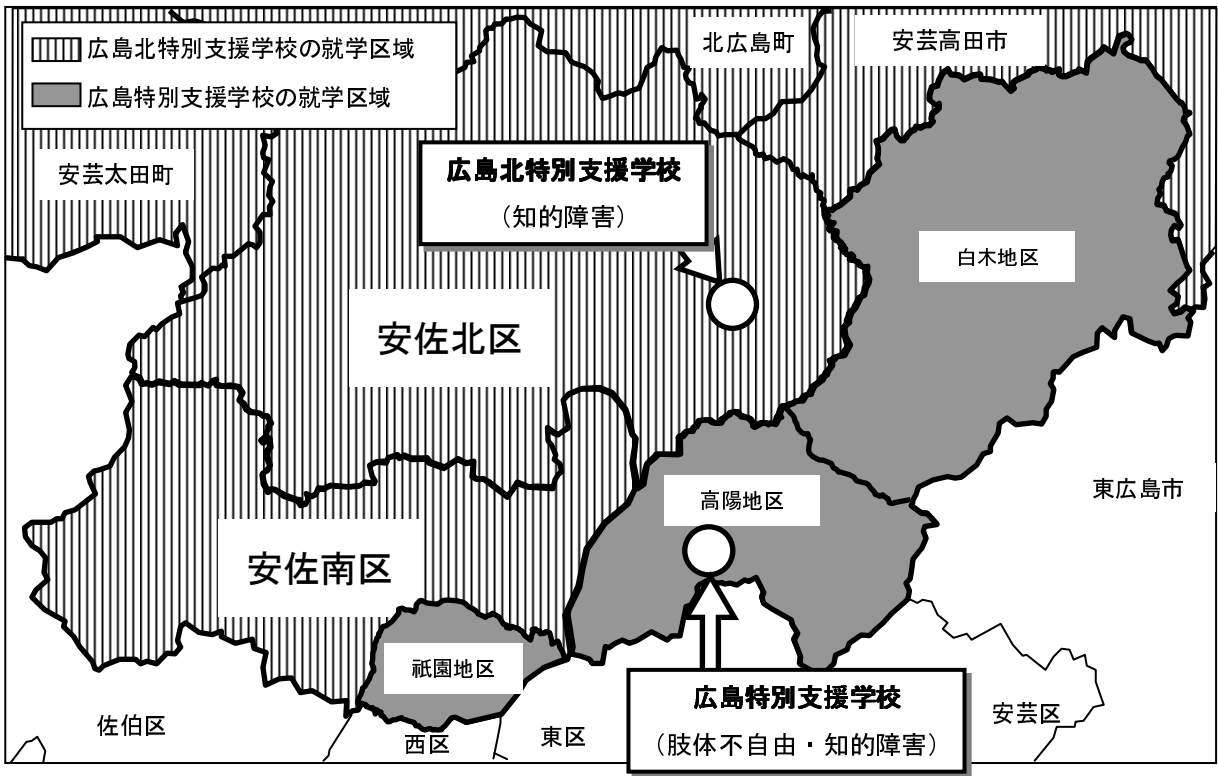 広島北特別支援学校の就学区域
広島特別支援学校の就学区域
北広島町
安芸高田市
安芸太田町
広島北特別支援学校
（知的障害）
白木地区
安佐北区
高陽地区
東広島市
安佐南区
祇園地区
広島特別支援学校
（肢体不自由・知的障害）
佐伯区
西区
東区
安芸区